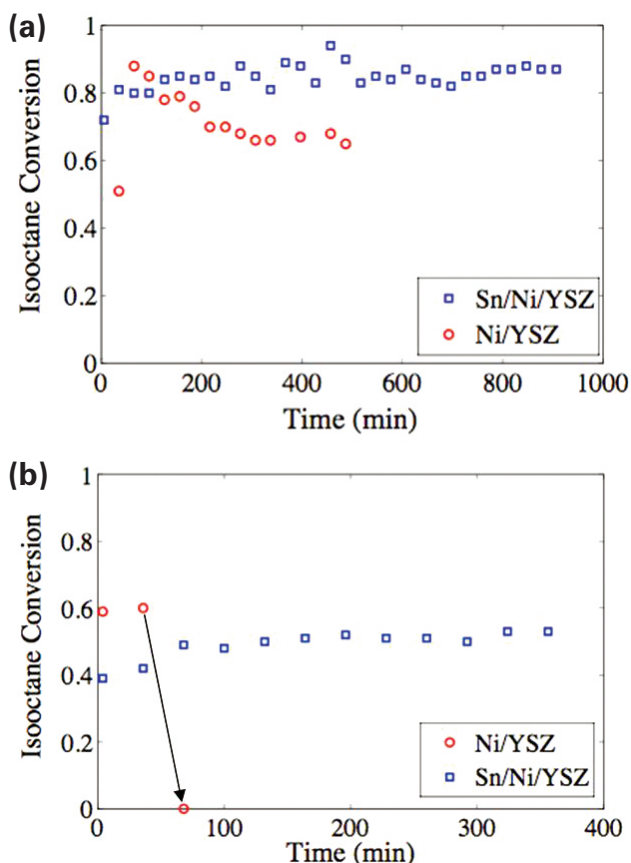 (a)
1
0.8
0.6
0.4
0.2
0
Isooctane Conversion
Sn/Ni/YSZ
Ni/YSZ
0 200 400 600 800 1000
Time (min)
(b)
1
0.8
0.6
0.4
0.2
0
Isooctane Conversion
Ni/YSZ
Sn/Ni/YSZ
0 100 200 300 400
Time (min)